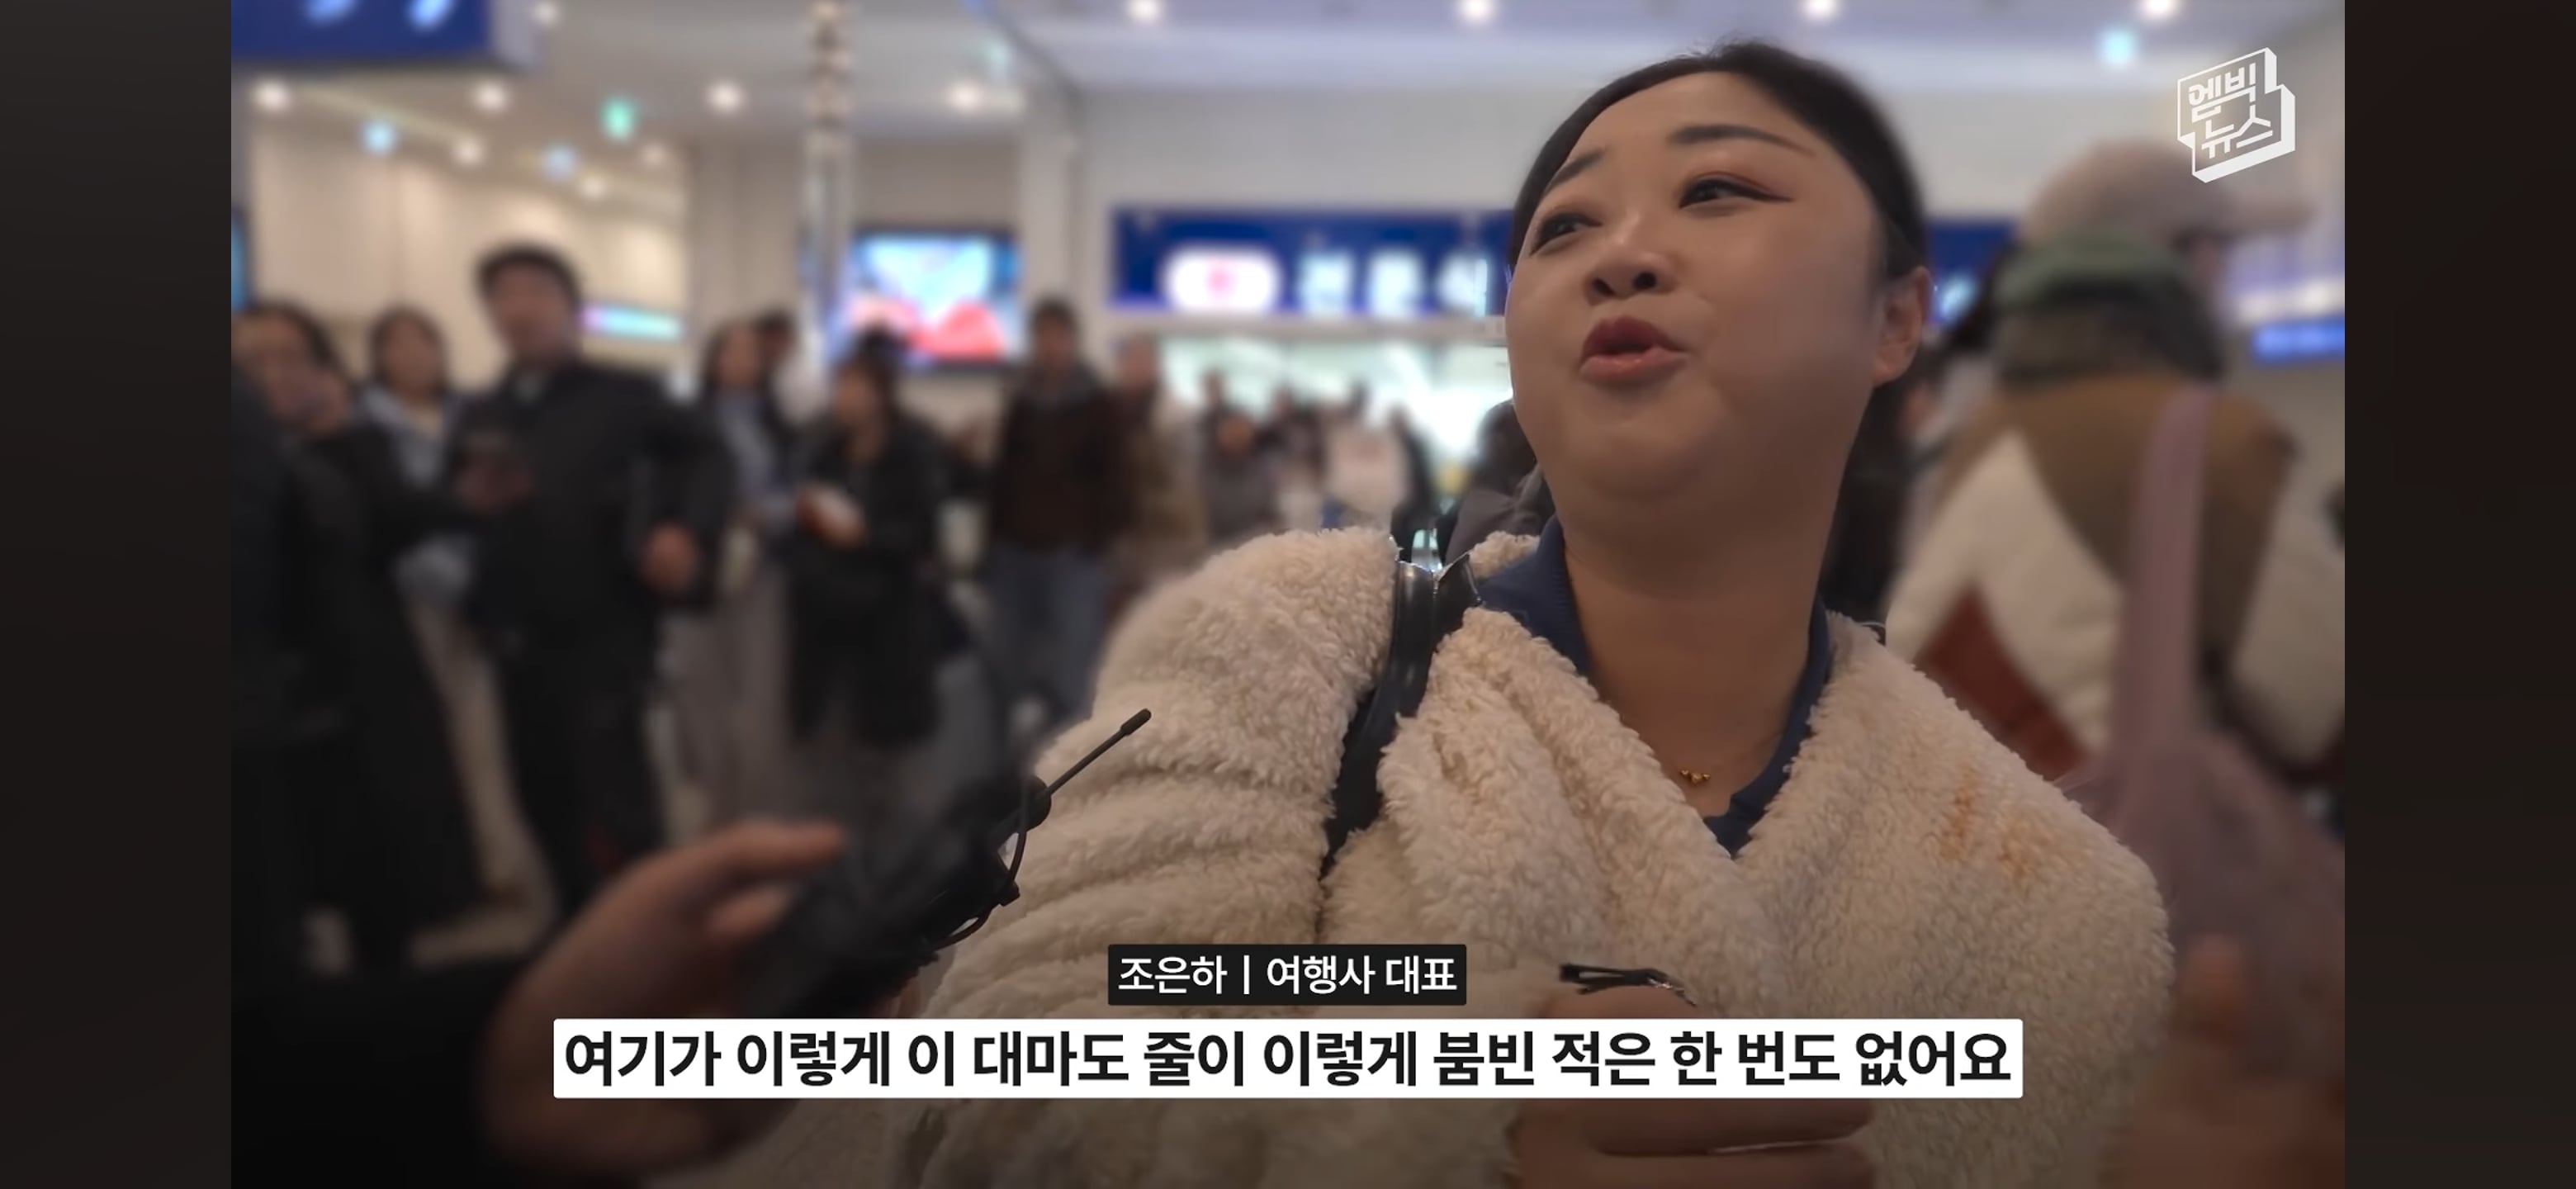 엠빅
뉴스
조은하 | 여행사 대표
여기가 이렇게 이 대마도 줄이 이렇게 붐빈 적은 한 번도 없어요